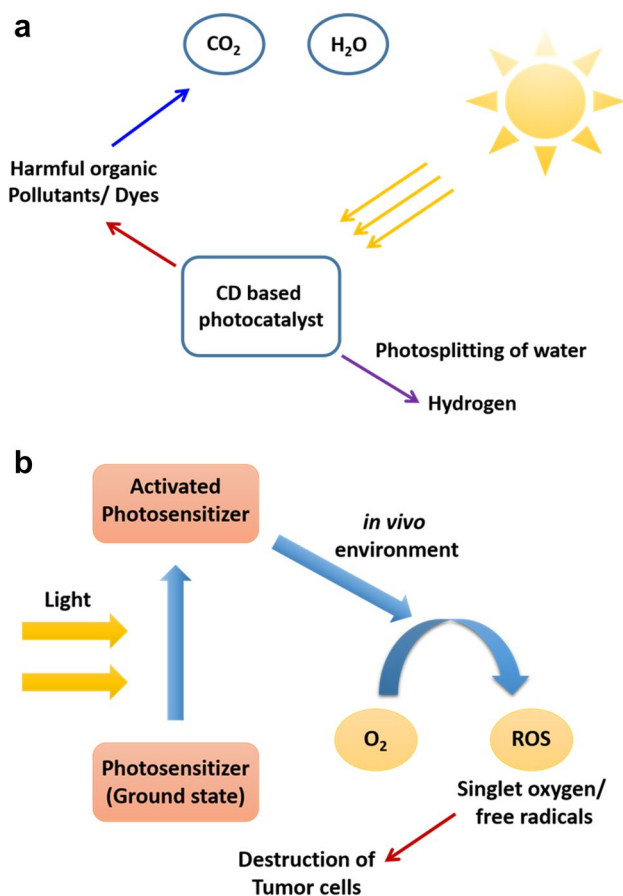 a
CO₂
H₂O
Harmful organic
Pollutants/ Dyes
CD based
photocatalyst
Photosplitting of water
Hydrogen
b
Activated
Photosensitizer
in vivo
environment
Light
Photosensitizer
(Ground state)
O₂
ROS
Singlet oxygen/
free radicals
Destruction of
Tumor cells